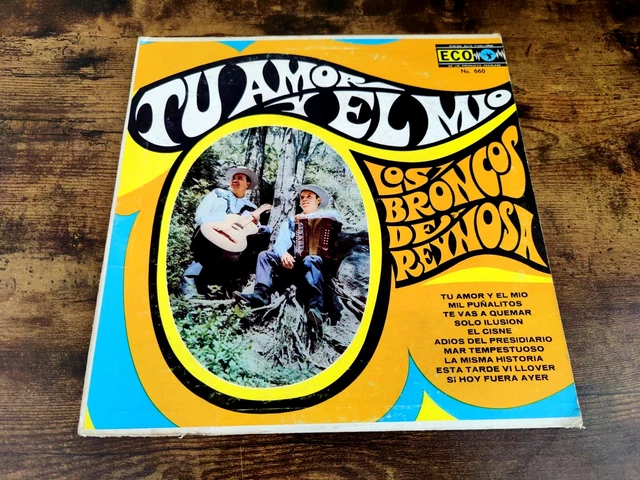 ECO
No. 660
TU AMOR
Y EL MIO
LOS
BRONCOS
DE
REYNOSA
TU AMOR Y EL MIO
MIL PUÑALITOS
TE VAS A QUEMAR
SOLO ILUSION
EL CISNE
ADIOS DEL PRESIDIARIO
MAR TEMPESTUOSO
LA MISMA HISTORIA
ESTA TARDE VI LLOVER
SI HOY FUERA AYER